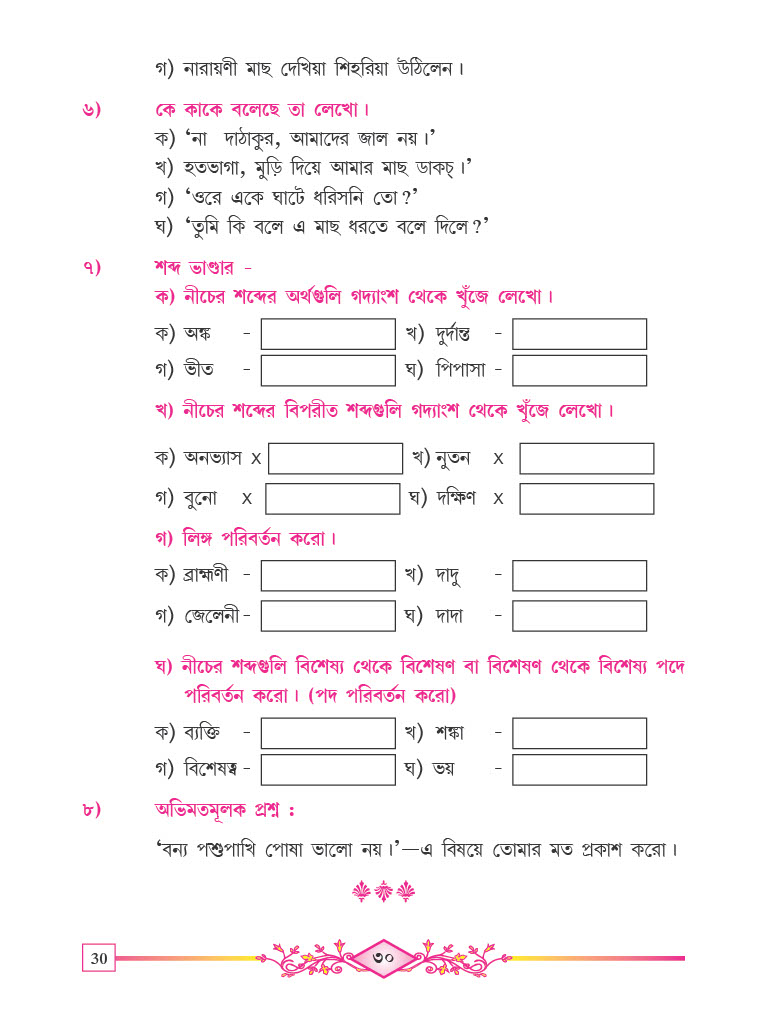 গ) নারায়ণী মাছ দেখিয়া শিহরিয়া উঠিলেন।
৬) কে কাকে বলেছে তা লেখো।
ক) ‘না দাঠাকুর, আমাদের জাল নয়।’
খ) হতভাগা, মুড়ি দিয়ে আমার মাছ ডাকচ্।’
গ) ‘ওরে একে ঘাটে ধরিসনি তো?’
ঘ) ‘তুমি কি বলে এ মাছ ধরতে বলে দিলে?’
৭) শব্দ ভাণ্ডার -
ক) নীচের শব্দের অর্থগুলি গদ্যাংশ থেকে খুঁজে লেখো।
ক) অঙ্ক - খ) দুর্দান্ত -
গ) ভীত - ঘ) পিপাসা -
খ) নীচের শব্দের বিপরীত শব্দগুলি গদ্যাংশ থেকে খুঁজে লেখো।
ক) অনভ্যাস x খ) নুতন x
গ) বুনো x ঘ) দক্ষিণ x
গ) লিঙ্গ পরিবর্তন করো।
ক) ব্রাহ্মণী - খ) দাদু -
গ) জেলেনী - ঘ) দাদা -
ঘ) নীচের শব্দগুলি বিশেষ্য থেকে বিশেষণ বা বিশেষণ থেকে বিশেষ্য পদে
পরিবর্তন করো। (পদ পরিবর্তন করো)
ক) ব্যক্তি - খ) শঙ্কা -
গ) বিশেষত্ব - ঘ) ভয় -
৮) অভিমতমূলক প্রশ্ন :
‘বন্য পশুপাখি পোষা ভালো নয়।’—এ বিষয়ে তোমার মত প্রকাশ করো।
30 ৩০